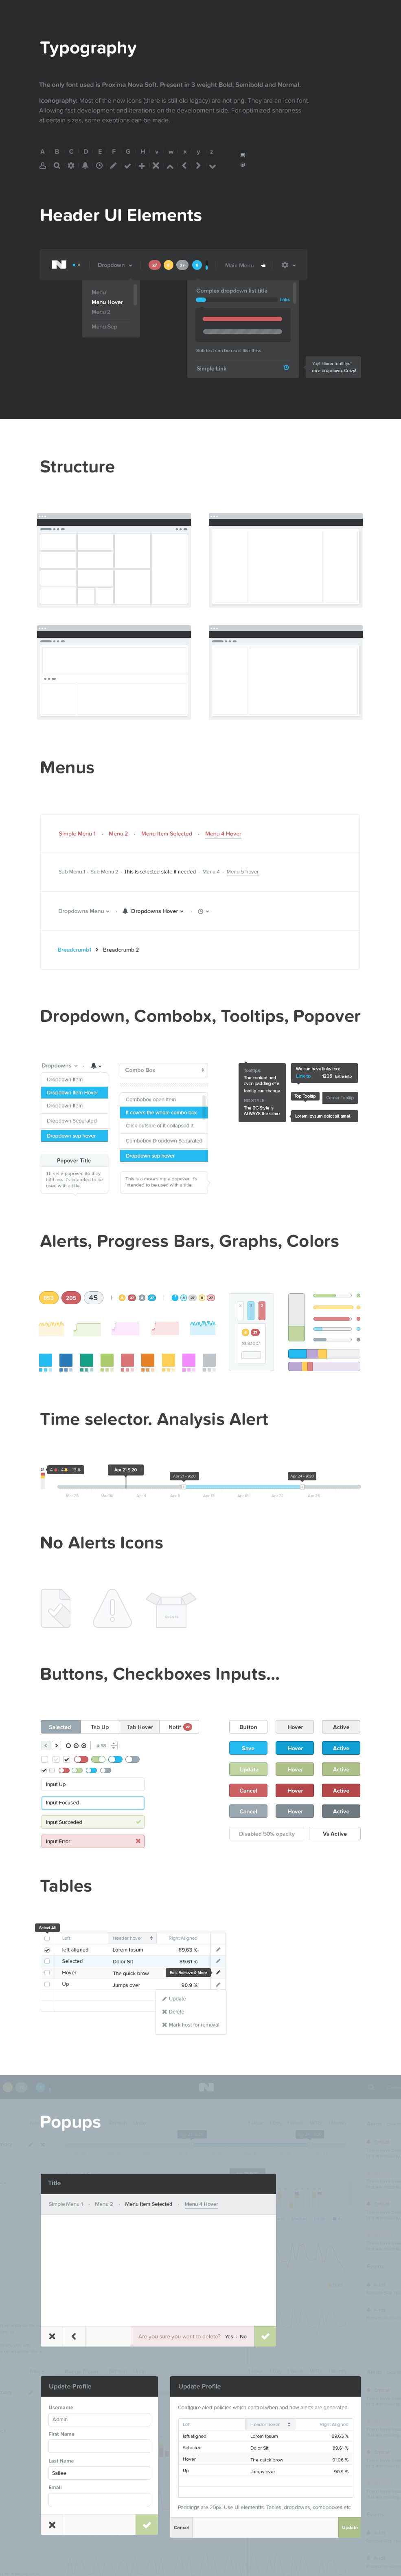 Typography
The only font used is Proxima Nova Soft. Present in 3 weight Bold, Semibold and Normal.
Iconography: Most of the new icons (there is still old legacy) are not png. They are an icon font.
Allowing fast development and iterations on the development side. For optimized sharpness
at certain sizes, some exeptions can be made.
A B C D E F G H v w x y z
Header UI Elements
N Dropdown 27 8 57 8 Main Menu
Menu
Menu Hover
Menu 2
Menu Sep
Complex dropdown list title
links
Sub text can be used like links
Simple Link
Yay! Hover tooltips
on a dropdown. Crazy!
Structure
Menus
Simple Menu 1 Menu 2 Menu Item Selected Menu 4 Hover
Sub Menu 1 Sub Menu 2 This is selected state if needed Menu 4 Menu 5 hover
Dropdowns Menu Dropdowns Hover
Breadcrumb1 Breadcrumb 2
Dropdown, Combobx, Tooltips, Popover
Dropdowns
Dropdown Item
Dropdown Item Hover
Dropdown Item
Dropdown Separated
Dropdown sep hover
Popover Title
This is a popover. So they
told me. It's intended to be
used with a title.
Combo Box
Combobox open item
It covers the whole combo box
Click outside of it collapsed it
Combobox Dropdown Separated
Dropdown sep hover
This is a more simple popover. It's
intended to be used with a title.
Tooltips
The content and
even padding of a
tooltip can change.
BG STYLE
The BG Style is
ALWAYS the same
We can have links too:
Link to: 1235 Extra Info
Top Tooltip
Cursor Tooltip
Lorem ipsum dolot sit amet
Alerts, Progress Bars, Graphs, Colors
205 45
Time selector. Analysis Alert
Apr 21 9:20
No Alerts Icons
Buttons, Checkboxes Inputs...
Selected Tab Up Tab Hover Notif
4:56
Input Up
Input Focused
Input Succeded
Input Error
Button Hover Active
Save Hover Active
Update Hover Active
Cancel Hover Active
Cancel Hover Active
Disabled 50% opacity Vs Active
Tables
Select All
Left Header hover Right Aligned
left aligned Lorem Ipsum 89.63 %
Selected Dolor Sit 89.61 %
Hover The quick brow Edit, Remove & More
Up Jumps over 90.9 %
Update
Delete
Mark host for removal
Popups
Title
Simple Menu 1 Menu 2 Menu Item Selected Menu 4 Hover
Are you sure you want to delete? Yes No
Update Profile
Username
Admin
First Name
Last Name
Sallee
Email
Update Profile
Configure alert policies which control when and how alerts are generated.
Left Header hover Right Aligned
left aligned Lorem Ipsum 89.63 %
Selected Dolor Sit 89.61 %
Hover The quick brow 91.06 %
Up Jumps over 90.9 %
Paddings are 20px. Use UI elementts. Tables, dropdowns, comboboxes etc
Cancel Update